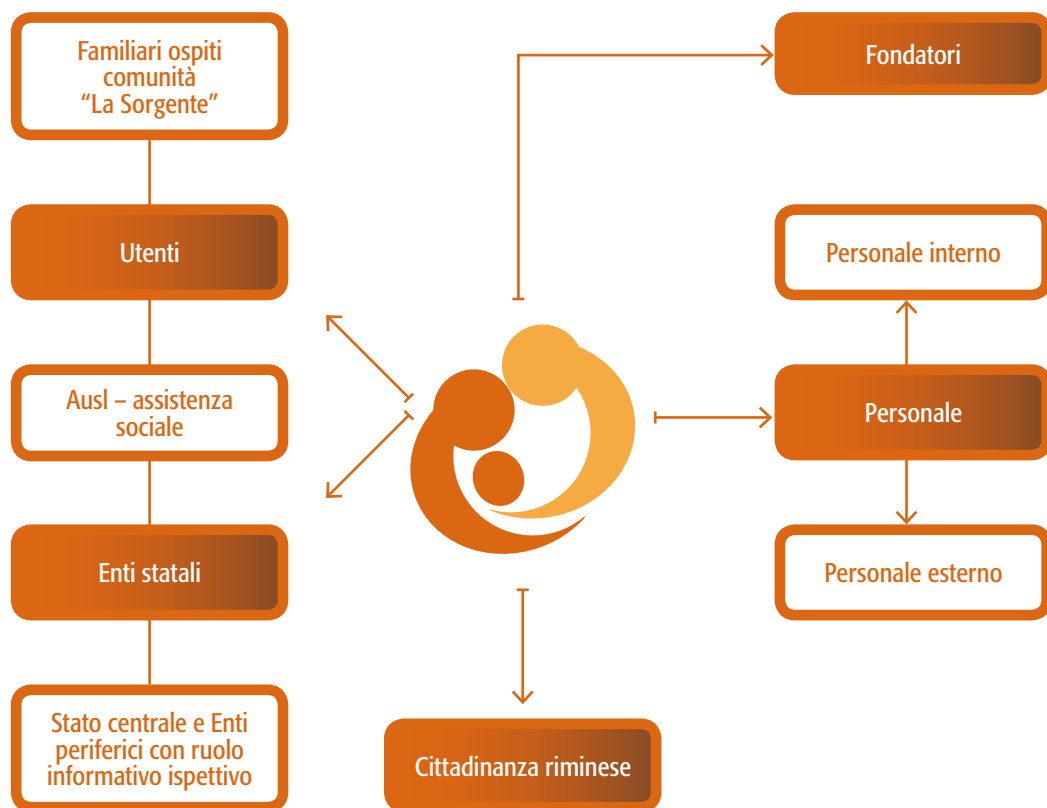 Familiari ospiti
comunità
“La Sorgente”
Utenti
Ausl – assistenza
sociale
Enti statali
Stato centrale e Enti
periferici con ruolo
informativo ispettivo
Fondatori
Personale interno
Personale
Personale esterno
Cittadinanza riminese